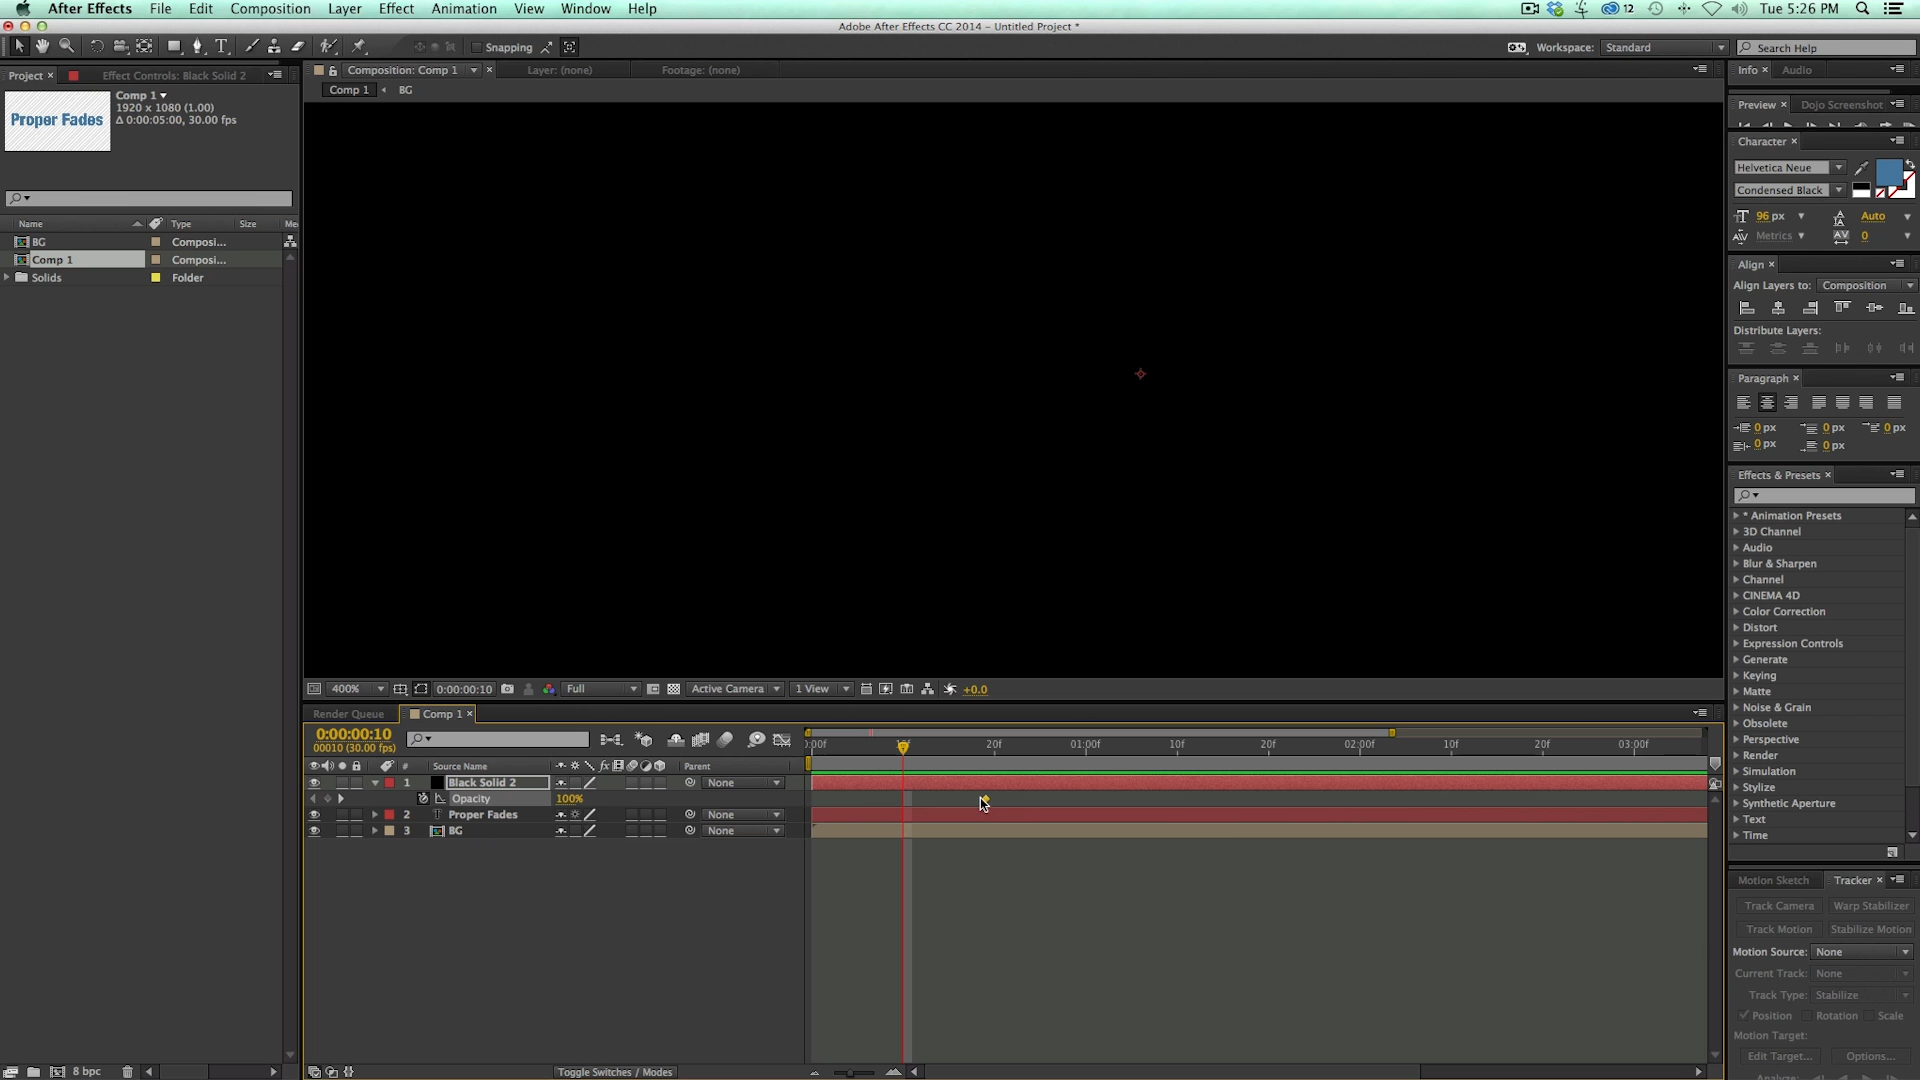 After Effects File Edit Composition Layer Effect Animation View Window Help 12 Tue 5:26 PM
Adobe After Effects CC 2014 – Untitled Project *
Snapping Workspace: Standard Search Help
Project × Effect Controls: Black Solid 2 Composition: Comp 1 × Layer: (none) Footage: (none) Info × Audio
Comp 1 BG
Comp 1
1920 x 1080 (1.00)
Δ 0:00:05:00, 30.00 fps
Proper Fades
Preview × Dojo Screenshot
Character ×
Helvetica Neue
Condensed Black
96 px Auto
Metrics 0
Name Type Size Me
BG Composi...
Comp 1 Composi...
Solids Folder
Align ×
Align Layers to: Composition
Distribute Layers:
Paragraph ×
0 px 0 px 0 px
0 px 0 px
Effects & Presets ×
* Animation Presets
3D Channel
Audio
Blur & Sharpen
Channel
CINEMA 4D
Color Correction
Distort
Expression Controls
Generate
Keying
Matte
Noise & Grain
Obsolete
Perspective
Render
Simulation
Stylize
Synthetic Aperture
Text
Time
400% 0:00:00:10 Full Active Camera 1 View +0.0
Render Queue Comp 1 ×
0:00:00:10
00010 (30.00 fps)
0:00f 10f 20f 01:00f 10f 20f 02:00f 10f 20f 03:00f
# Source Name fx Parent
1 Black Solid 2 None
Opacity 100%
2 T Proper Fades None
3 BG None
Motion Sketch Tracker ×
Track Camera Warp Stabilizer
Track Motion Stabilize Motion
Motion Source: None
Current Track: None
Track Type: Stabilize
Position Rotation Scale
Motion Target:
Edit Target... Options...
Analyze:
8 bpc Toggle Switches / Modes